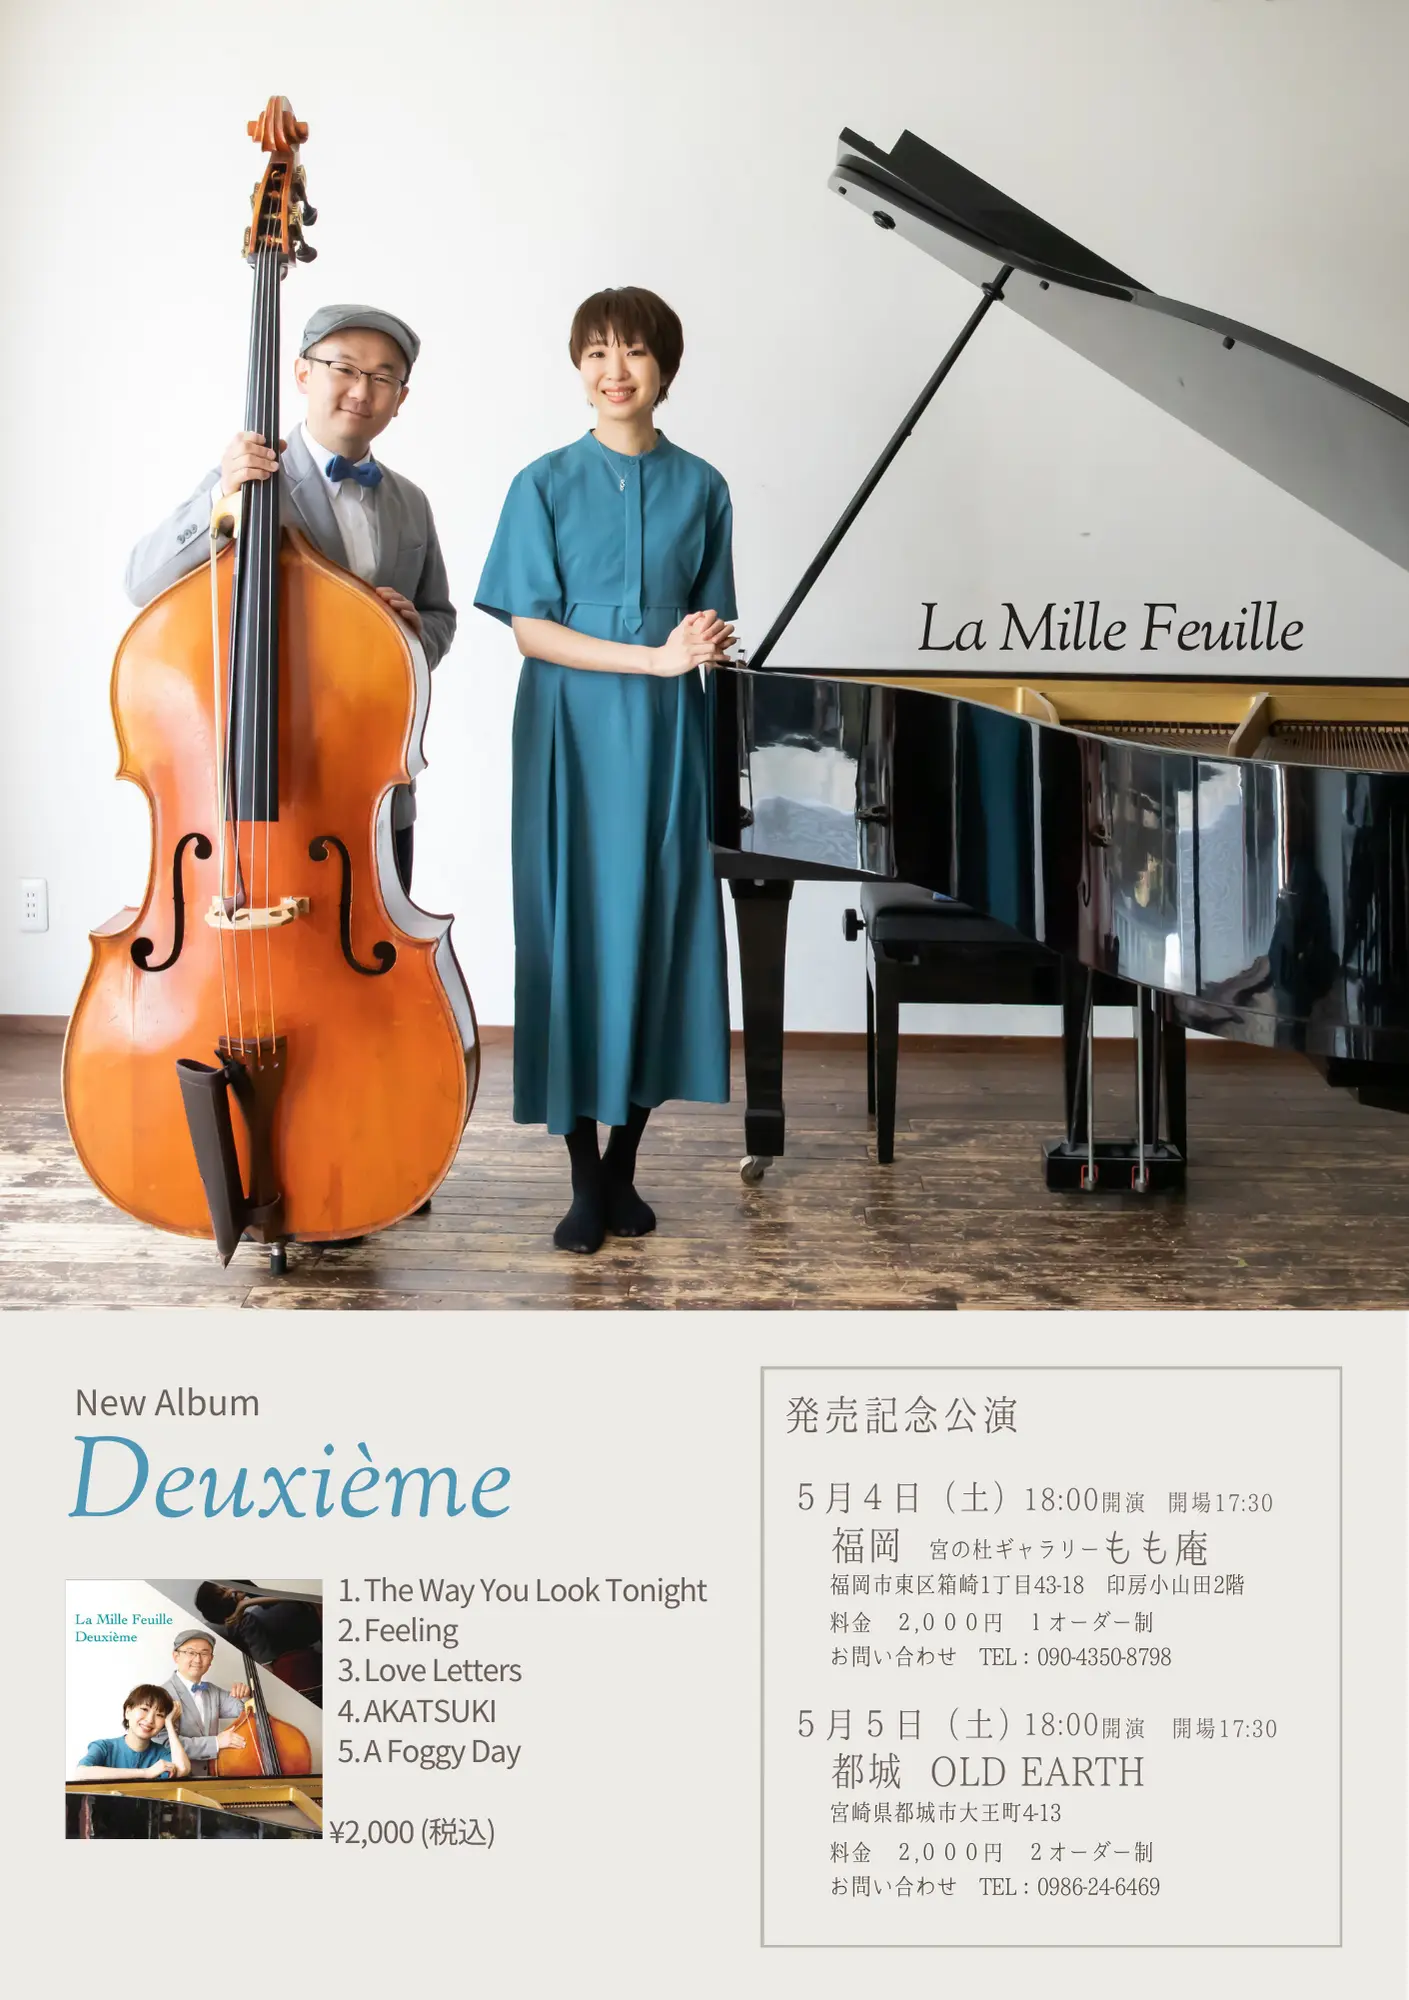 La Mille Feuille
New Album
Deuxième
La Mille Feuille
Deuxième
1. The Way You Look Tonight
2. Feeling
3. Love Letters
4. AKATSUKI
5. A Foggy Day
¥2,000 (税込)
発売記念公演
５月４日（土）18:00開演　開場17:30
福岡　宮の杜ギャラリーもも庵
福岡市東区箱崎1丁目43-18　印房小山田2階
料金　２,０００円　１オーダー制
お問い合わせ　TEL：090-4350-8798
５月５日（土）18:00開演　開場17:30
都城　OLD EARTH
宮崎県都城市大王町4-13
料金　２,０００円　２オーダー制
お問い合わせ　TEL：0986-24-6469